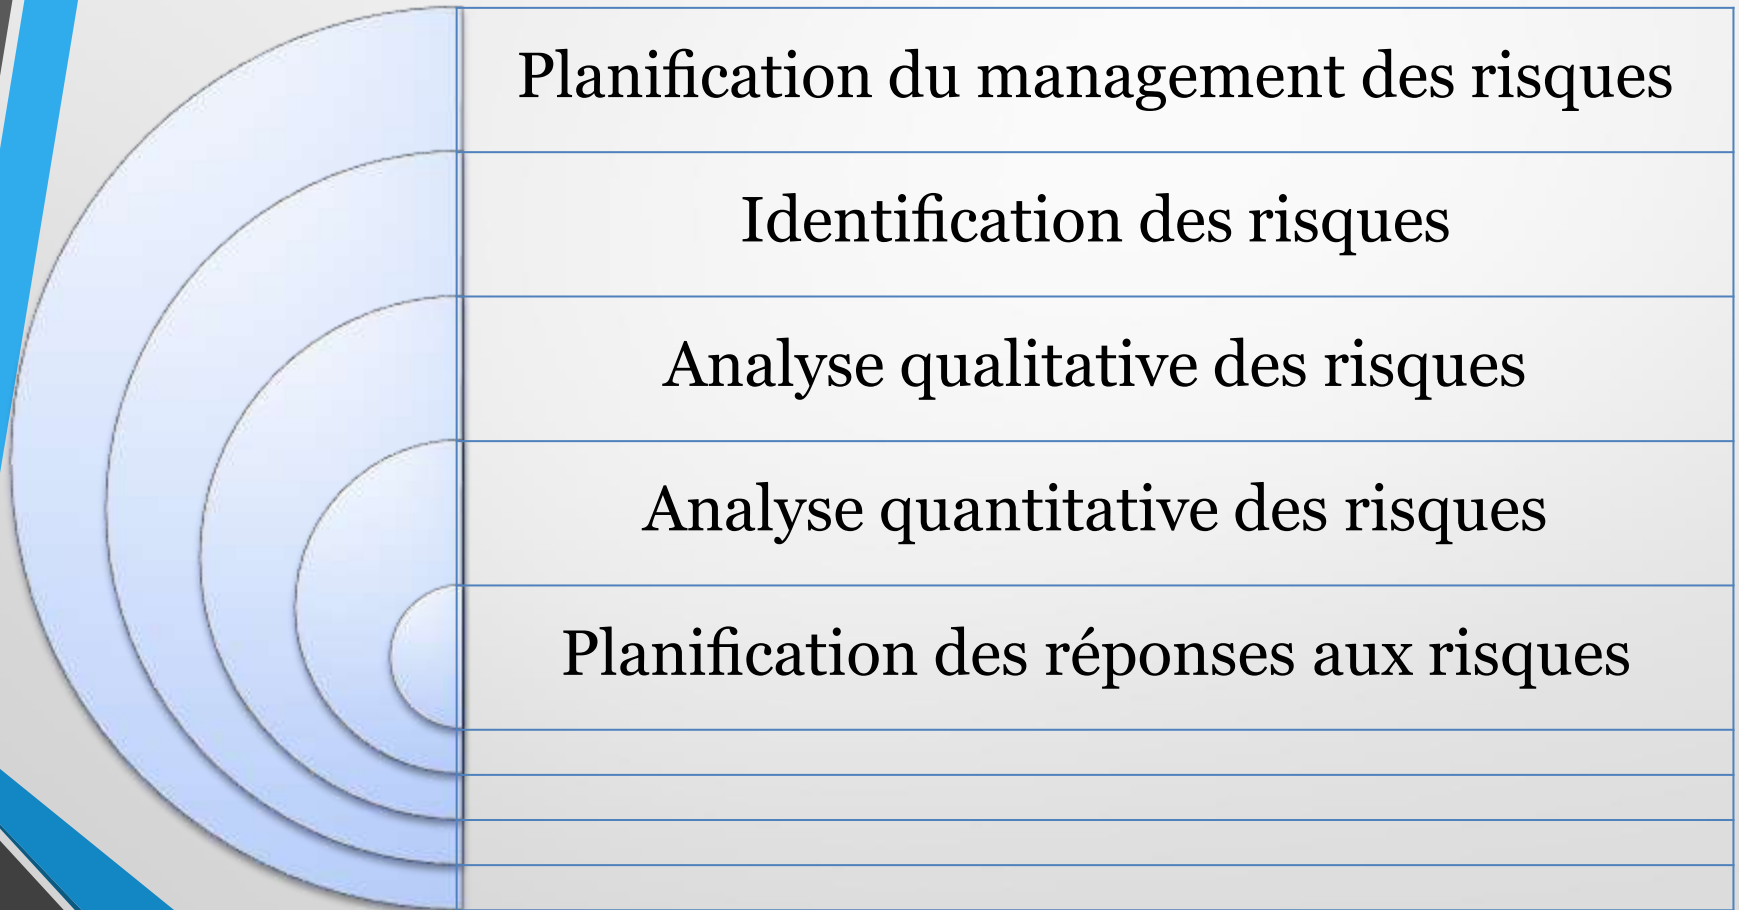 Planification du management des risques
Identification des risques
Analyse qualitative des risques
Analyse quantitative des risques
Planification des réponses aux risques